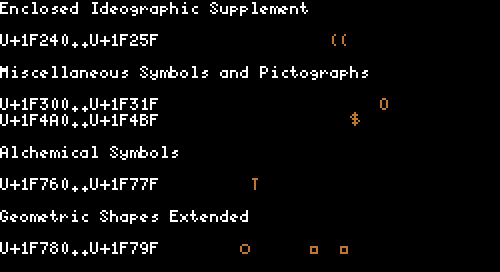 Enclosed Ideographic Supplement
U+1F240..U+1F25F ((
Miscellaneous Symbols and Pictographs
U+1F300..U+1F31F O
U+1F4A0..U+1F4BF $
Alchemical Symbols
U+1F760..U+1F77F T
Geometric Shapes Extended
U+1F780..U+1F79F ○ ▫ ▫